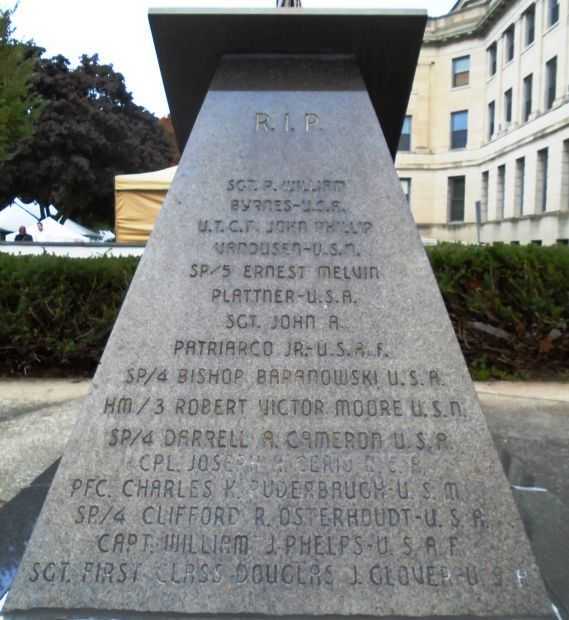 R.I.P.
SGT. P. WILLIAM
BYRNES-U.S.A.
U.T.C.F. JOHN PHILLIP
VANDUSEN-U.S.N.
SP/5 ERNEST MELVIN
PLATTNER-U.S.A.
SGT. JOHN A.
PATRIARCO JR.-U.S.A.F.
SP/4 BISHOP BARANOWSKI U.S.A.
HM/3 ROBERT VICTOR MOORE U.S.N.
SP/4 DARRELL A. CAMERON U.S.A.
CPL. JOSEPH
PFC. CHARLES K. PUDERBAUGH-U.S.M
SP/4 CLIFFORD R. OSTERHOUDT-U.S.A.
CAPT. WILLIAM J. PHELPS-U.S.A.F.
SGT. FIRST CLASS DOUGLAS J. GLOVER-U.S.A